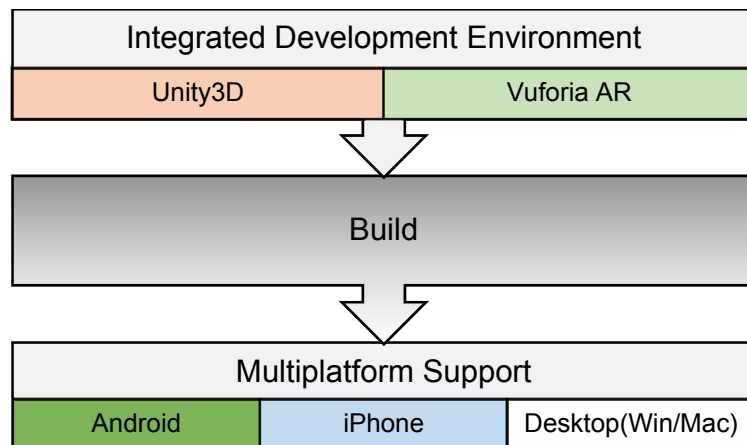 Integrated Development Environment
Unity3D Vuforia AR
Build
Multiplatform Support
Android iPhone Desktop(Win/Mac)